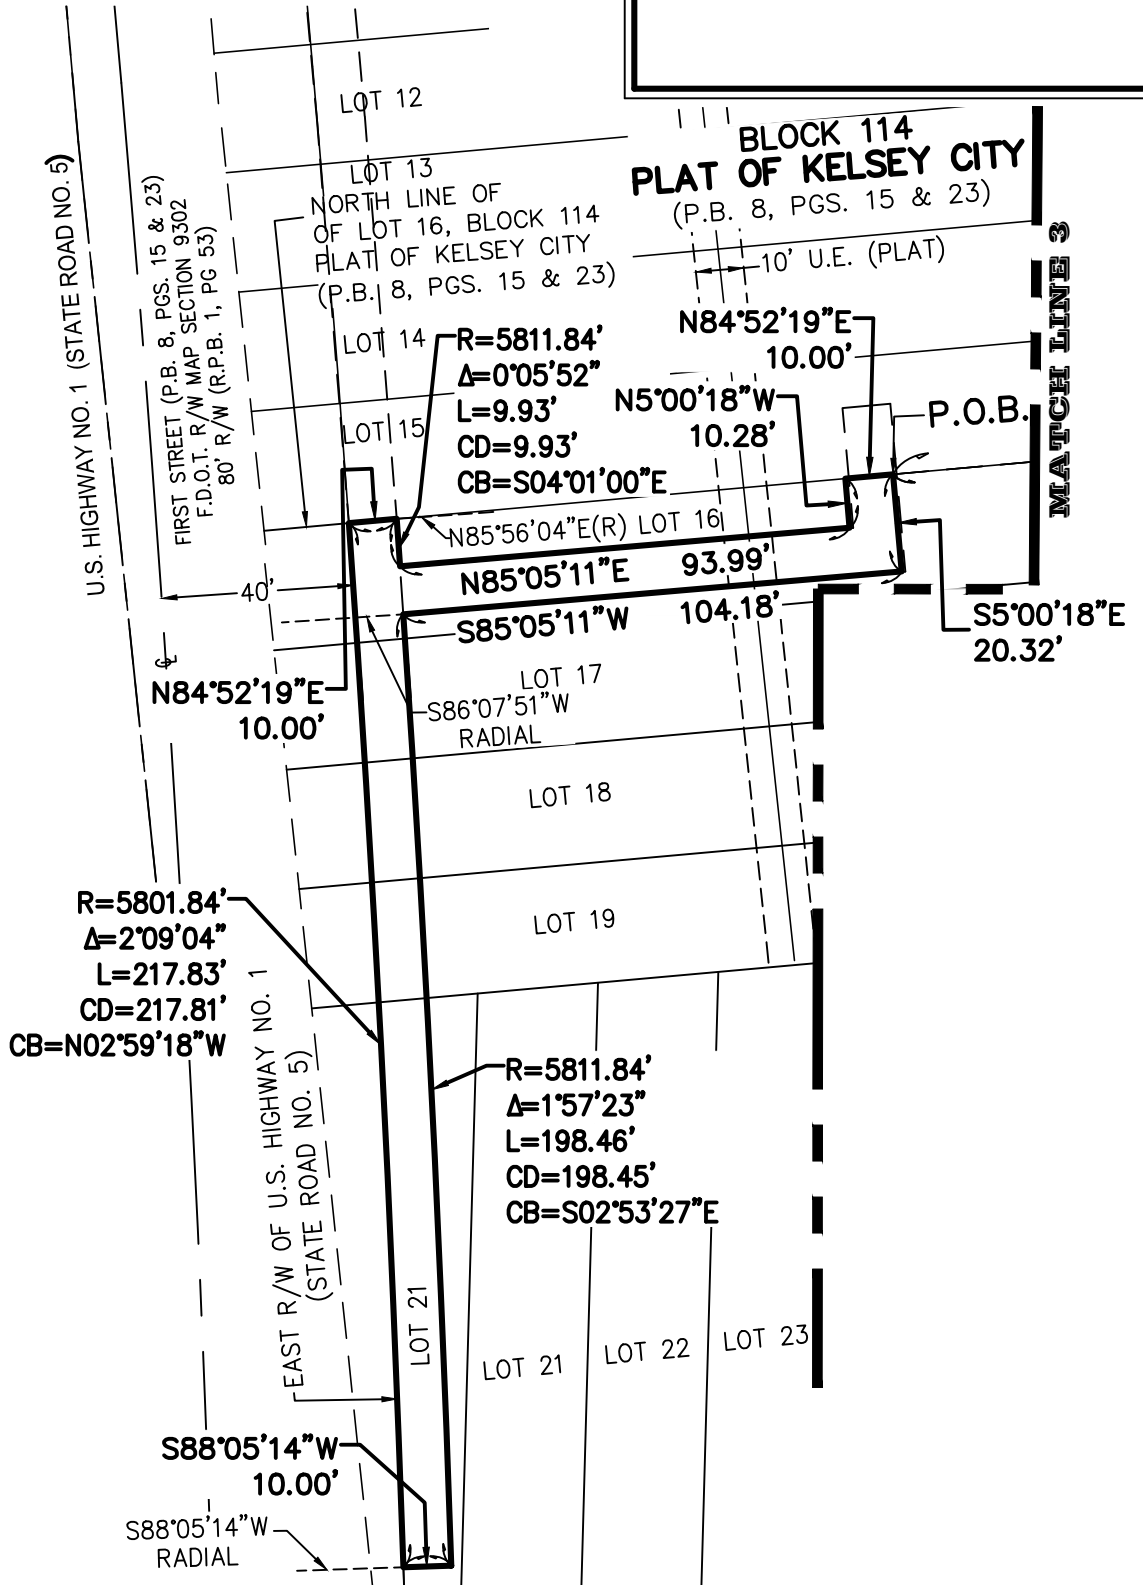 LOT 12
BLOCK 114
PLAT OF KELSEY CITY
(P.B. 8, PGS. 15 & 23)
LOT 13
NORTH LINE OF
OF LOT 16, BLOCK 114
PLAT OF KELSEY CITY
(P.B. 8, PGS. 15 & 23)
10' U.E. (PLAT)
U.S. HIGHWAY NO. 1 (STATE ROAD NO. 5)
FIRST STREET (P.B. 8, PGS. 15 & 23)
F.D.O.T. R/W MAP SECTION 9302
80' R/W (R.P.B. 1, PG 53)
MATCH LINE 3
LOT 14
R=5811.84'
Δ=0°05'52"
L=9.93'
CD=9.93'
CB=S04°01'00"E
N84°52'19"E
10.00'
N5°00'18"W
10.28'
P.O.B.
LOT 15
N85°56'04"E(R) LOT 16
N85°05'11"E 93.99'
S85°05'11"W 104.18'
40'
S5°00'18"E
20.32'
℄
N84°52'19"E
10.00'
LOT 17
S86°07'51"W
RADIAL
LOT 18
R=5801.84'
Δ=2°09'04"
L=217.83'
CD=217.81'
CB=N02°59'18"W
LOT 19
EAST R/W OF U.S. HIGHWAY NO. 1
(STATE ROAD NO. 5)
R=5811.84'
Δ=1°57'23"
L=198.46'
CD=198.45'
CB=S02°53'27"E
LOT 21
LOT 21
LOT 22
LOT 23
S88°05'14"W
10.00'
S88°05'14"W
RADIAL